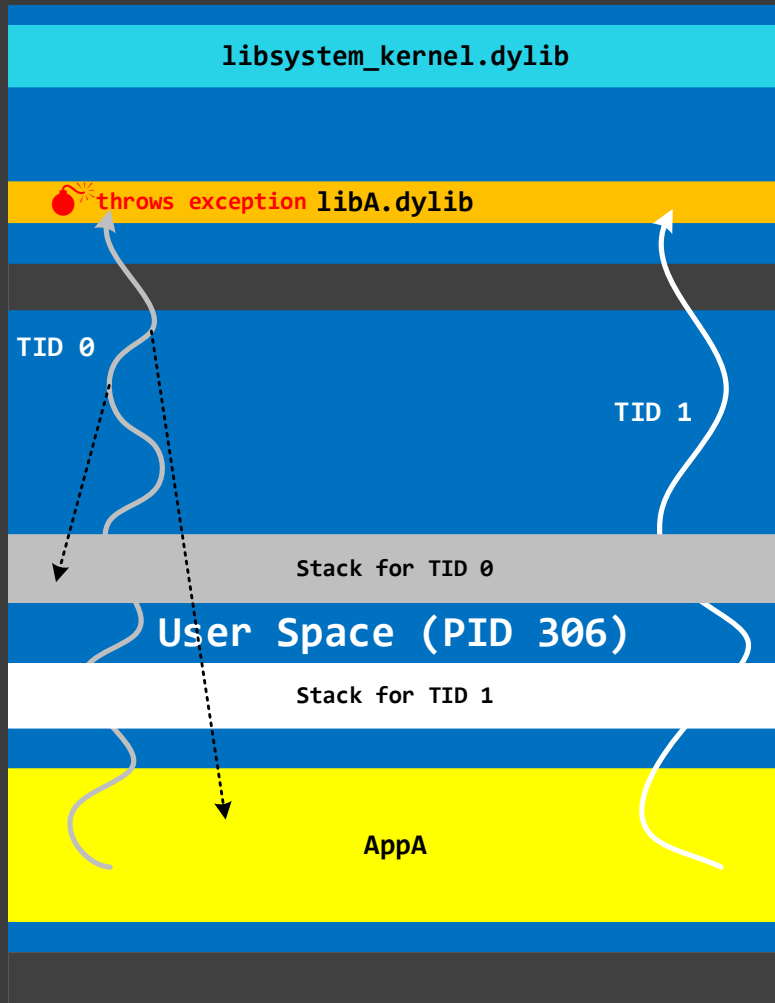 libsystem_kernel.dylib
throws exception libA.dylib
TID 0
TID 1
Stack for TID 0
User Space (PID 306)
Stack for TID 1
AppA